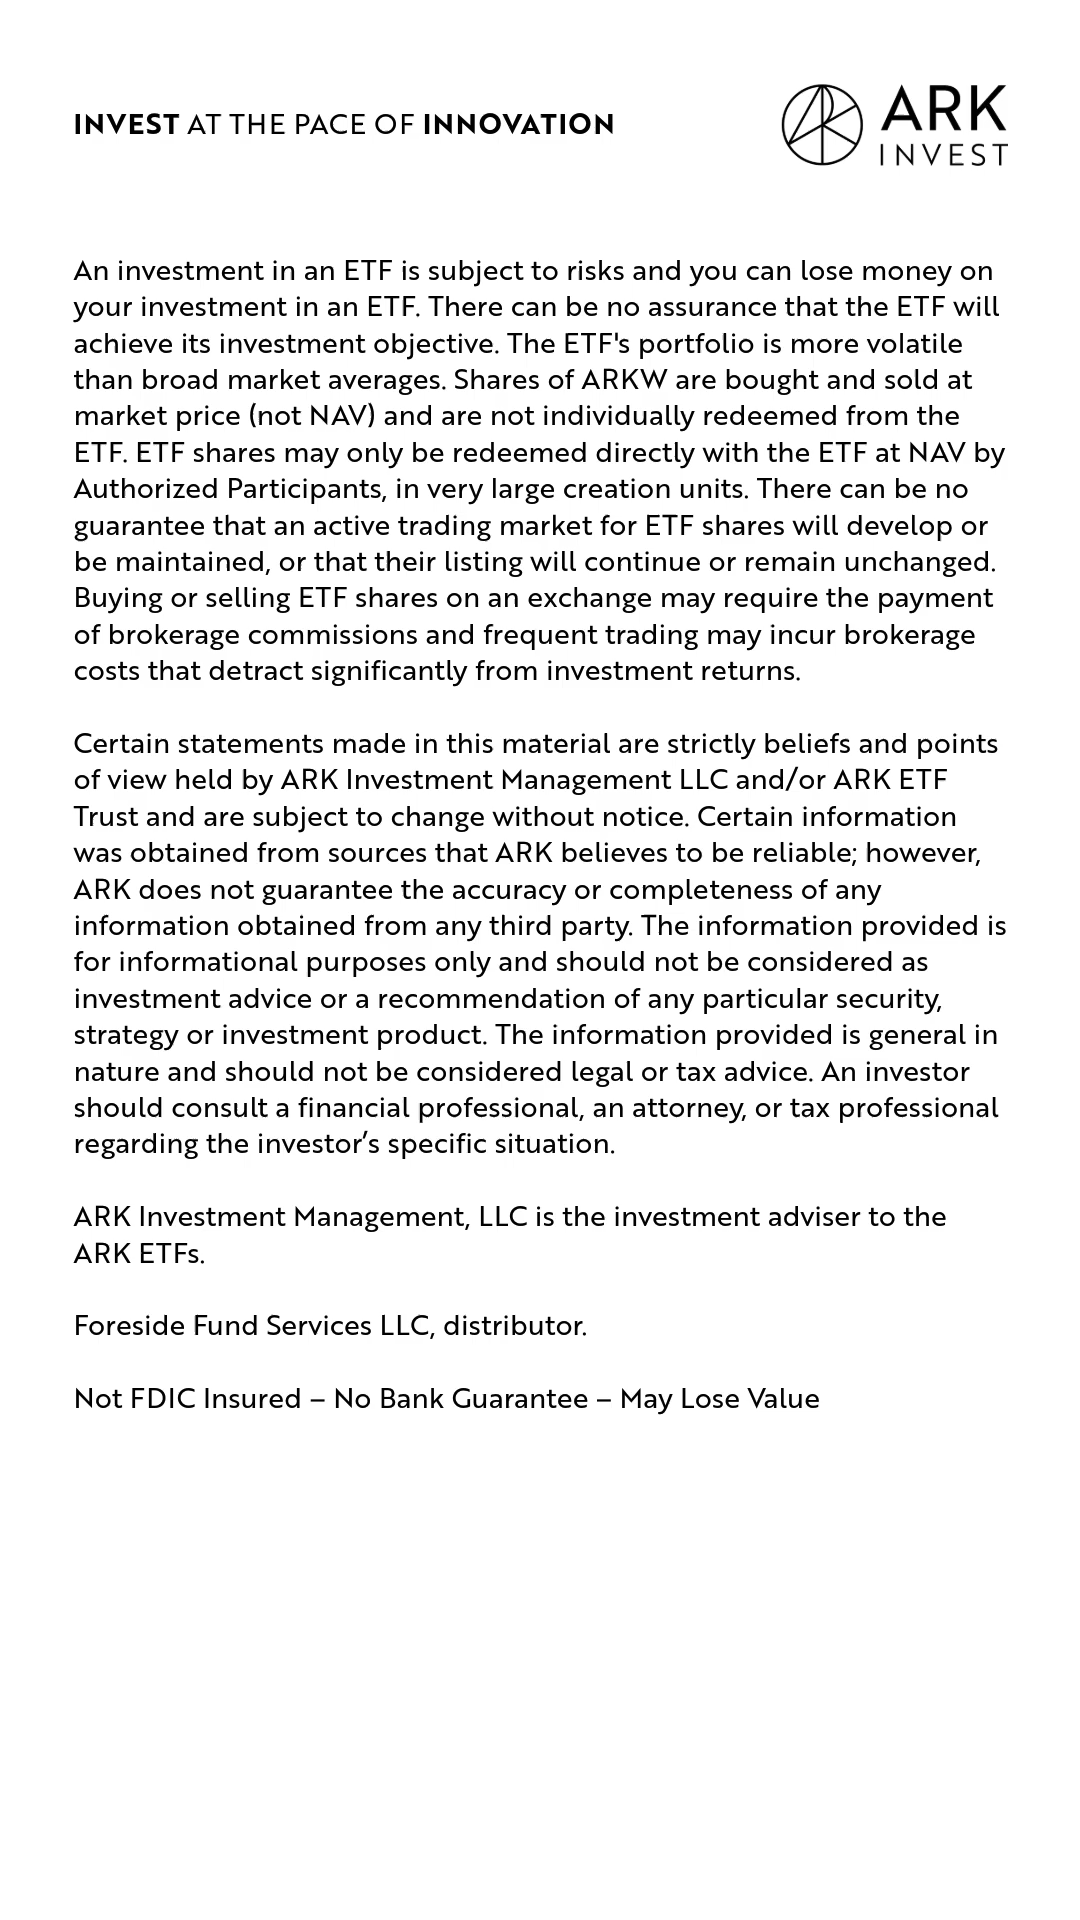 INVEST AT THE PACE OF INNOVATION
ARK
INVEST
An investment in an ETF is subject to risks and you can lose money on
your investment in an ETF. There can be no assurance that the ETF will
achieve its investment objective. The ETF's portfolio is more volatile
than broad market averages. Shares of ARKW are bought and sold at
market price (not NAV) and are not individually redeemed from the
ETF. ETF shares may only be redeemed directly with the ETF at NAV by
Authorized Participants, in very large creation units. There can be no
guarantee that an active trading market for ETF shares will develop or
be maintained, or that their listing will continue or remain unchanged.
Buying or selling ETF shares on an exchange may require the payment
of brokerage commissions and frequent trading may incur brokerage
costs that detract significantly from investment returns.
Certain statements made in this material are strictly beliefs and points
of view held by ARK Investment Management LLC and/or ARK ETF
Trust and are subject to change without notice. Certain information
was obtained from sources that ARK believes to be reliable; however,
ARK does not guarantee the accuracy or completeness of any
information obtained from any third party. The information provided is
for informational purposes only and should not be considered as
investment advice or a recommendation of any particular security,
strategy or investment product. The information provided is general in
nature and should not be considered legal or tax advice. An investor
should consult a financial professional, an attorney, or tax professional
regarding the investor’s specific situation.
ARK Investment Management, LLC is the investment adviser to the
ARK ETFs.
Foreside Fund Services LLC, distributor.
Not FDIC Insured – No Bank Guarantee – May Lose Value